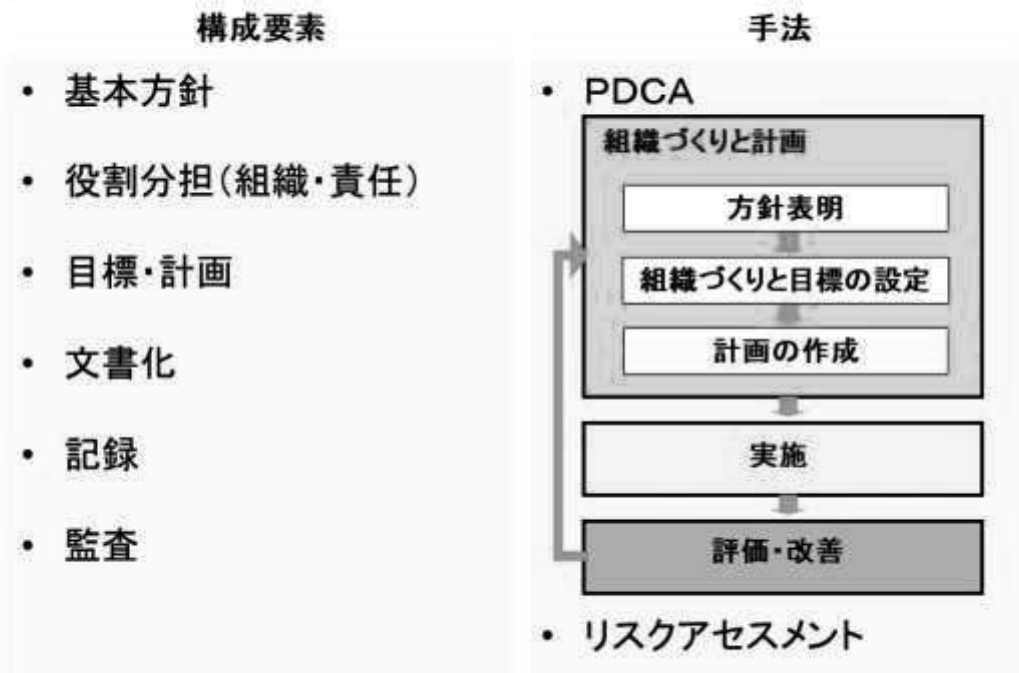 構成要素
• 基本方針
• 役割分担(組織・責任)
• 目標・計画
• 文書化
• 記録
• 監査
手法
• PDCA
組織づくりと計画
方針表明
組織づくりと目標の設定
計画の作成
実施
評価・改善
• リスクアセスメント